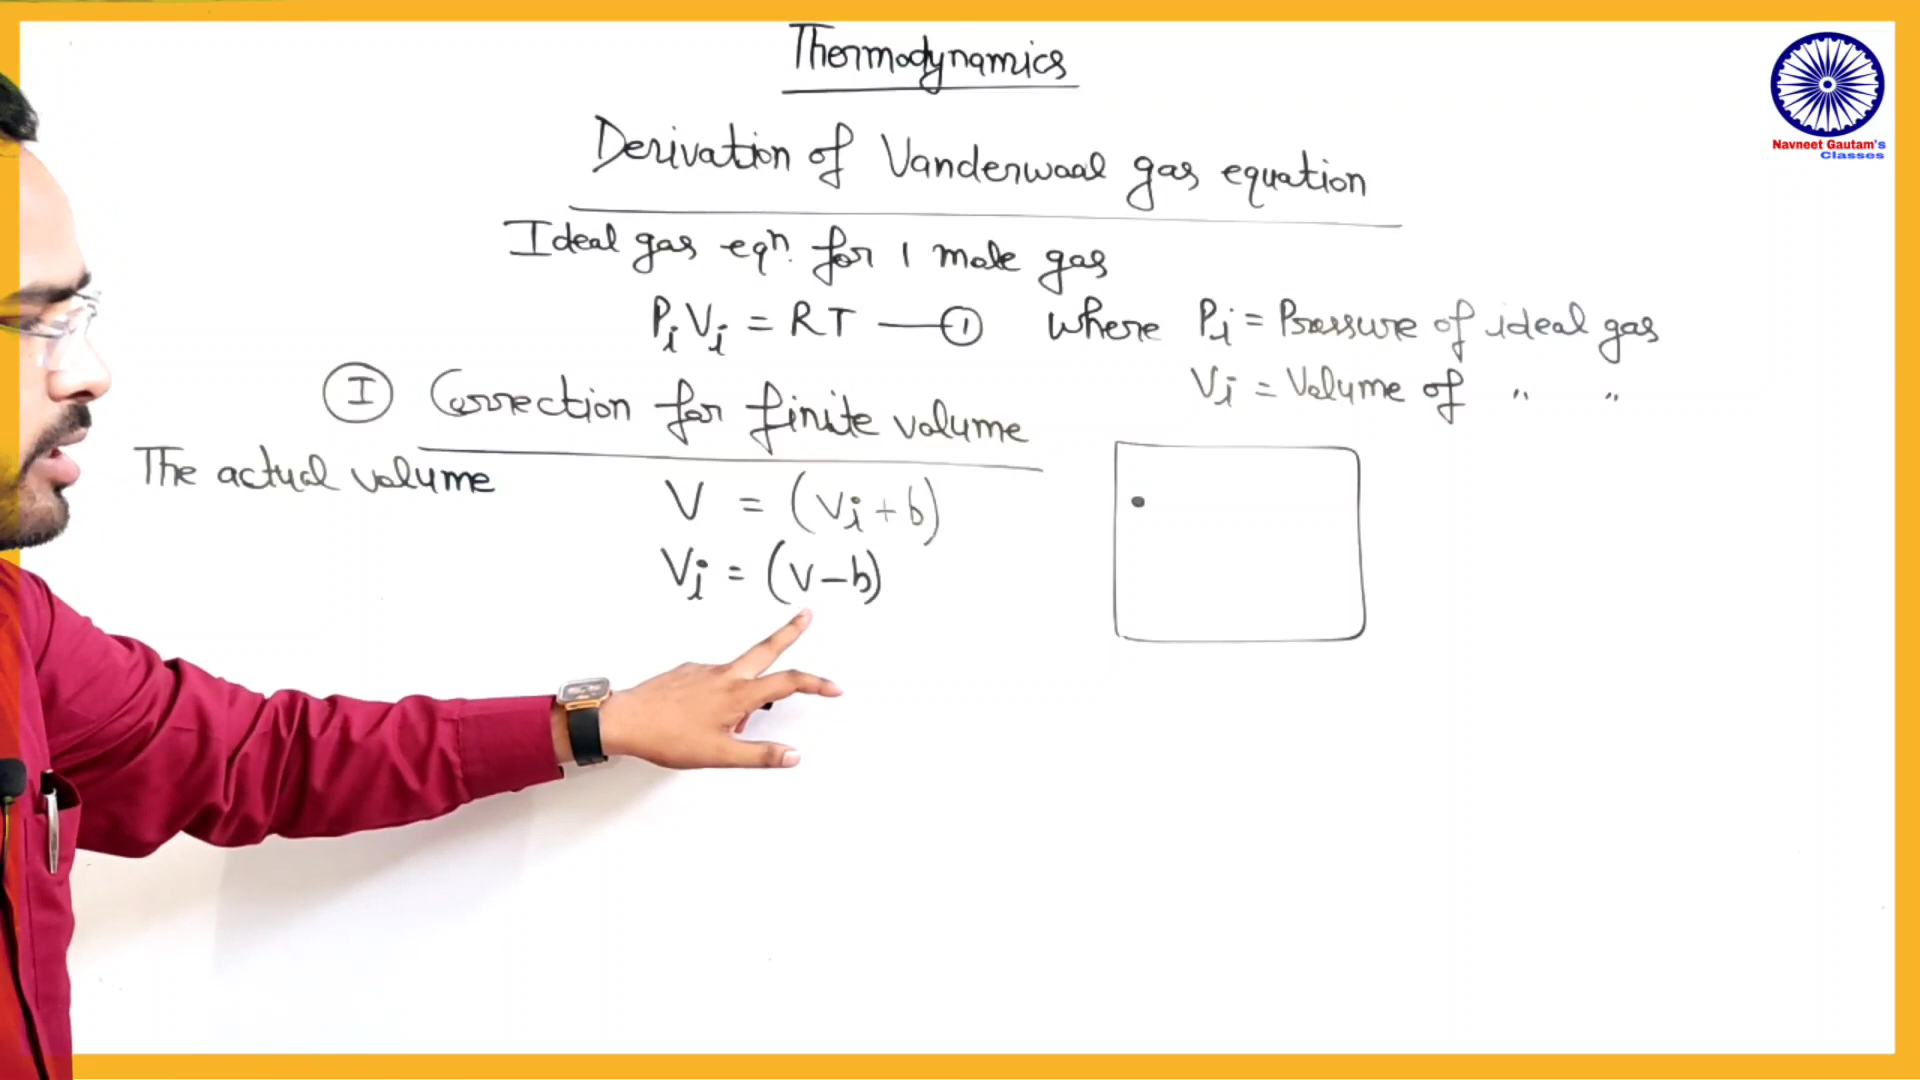 Thermodynamics
Navneet Gautam's
Classes
Derivation of Vanderwaal gas equation
Ideal gas eqn. for 1 mole gas
PiVi = RT — ① where Pi = Pressure of ideal gas
Vi = Volume of " "
Ⓘ Correction for finite volume
The actual volume V = (Vi + b)
Vi = (V – b)